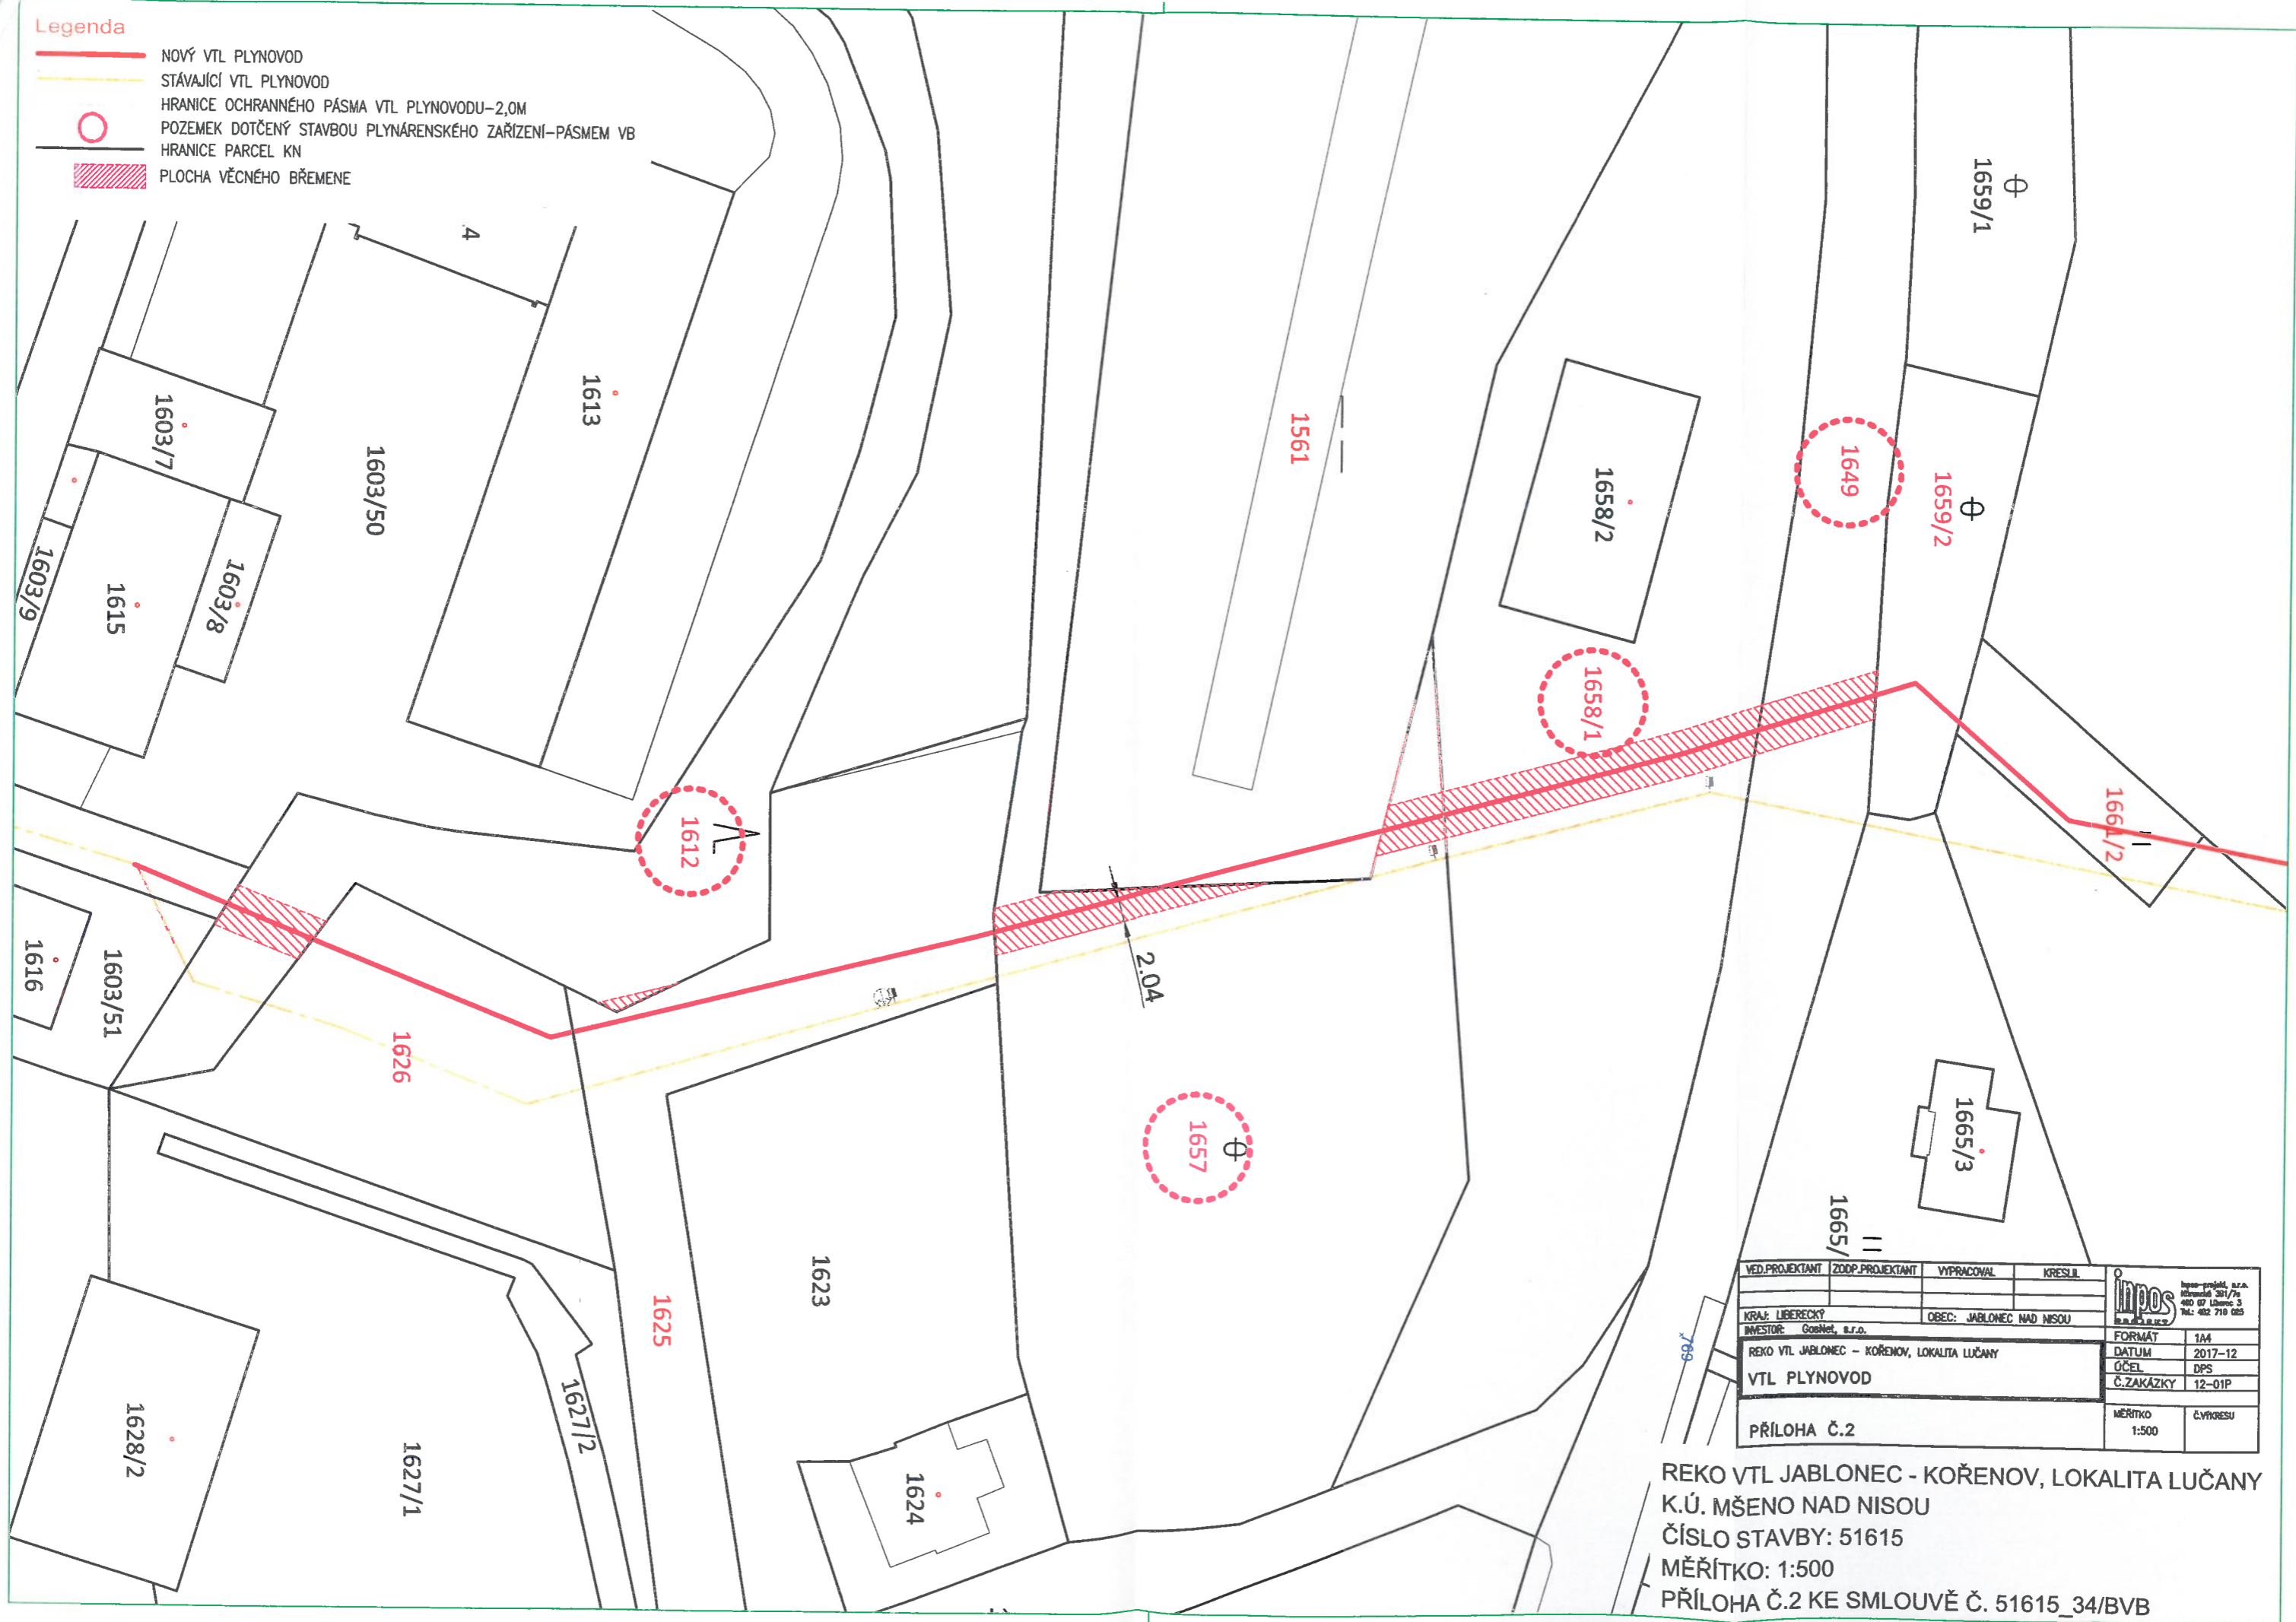 Legenda
NOVÝ VTL PLYNOVOD
STÁVAJÍCÍ VTL PLYNOVOD
HRANICE OCHRANNÉHO PÁSMA VTL PLYNOVODU-2,0M
POZEMEK DOTČENÝ STAVBOU PLYNÁRENSKÉHO ZAŘÍZENÍ-PÁSMEM VB
HRANICE PARCEL KN
PLOCHA VĚCNÉHO BŘEMENE
4
1659/1
1613
1603/7
1603/50
1561
1649
1658/2
1659/2
1603/9
1615
1603/8
1658/1
1612
1661/2
1616
1603/51
2.04
1626
1657
1665/3
1665/
1623
1625
769
1627/2
1628/2
1627/1
1624
VED.PROJEKTANT ZODP.PROJEKTANT VYPRACOVAL KRESLIL
inpos
KRAJ: LIBERECKÝ OBEC: JABLONEC NAD NISOU
INVESTOR: GasNet, s.r.o.
REKO VTL JABLONEC - KOŘENOV, LOKALITA LUČANY
VTL PLYNOVOD
PŘÍLOHA Č.2
FORMÁT 1A4
DATUM 2017-12
ÚČEL DPS
Č.ZAKÁZKY 12-01P
MĚŘITKO Č.VÝKRESU
1:500
REKO VTL JABLONEC - KOŘENOV, LOKALITA LUČANY
K.Ú. MŠENO NAD NISOU
ČÍSLO STAVBY: 51615
MĚŘÍTKO: 1:500
PŘÍLOHA Č.2 KE SMLOUVĚ Č. 51615_34/BVB